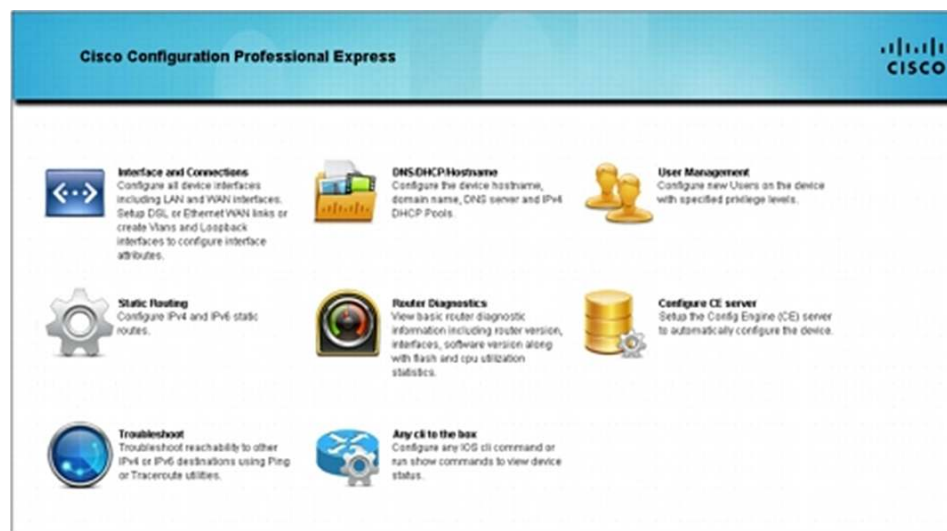 Cisco Configuration Professional Express
CISCO
Interface and Connections
Configure all device interfaces
including LAN and WAN interfaces.
Setup DSL or Ethernet WAN links or
create Vlans and Loopback
interfaces to configure interface
attributes.
DNS/DHCP/Hostname
Configure the device hostname,
domain name, DNS server and IPv4
DHCP Pools.
User Management
Configure new Users on the device
with specified privilege levels.
Static Routing
Configure IPv4 and IPv6 static
routes.
Router Diagnostics
View basic router diagnostic
information including router version,
interfaces, software version along
with flash and cpu utilization
statistics.
Configure CE server
Setup the Config Engine (CE) server
to automatically configure the device.
Troubleshoot
Troubleshoot reachability to other
IPv4 or IPv6 destinations using Ping
or Traceroute utilities.
Any cli to the box
Configure any IOS cli command or
run show commands to view device
status.